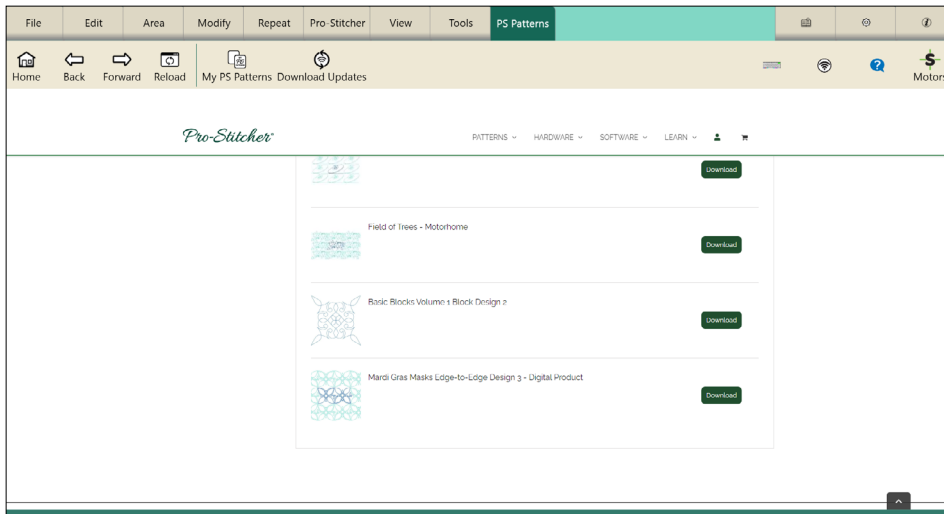 File Edit Area Modify Repeat Pro-Stitcher View Tools PS Patterns
Home Back Forward Reload My PS Patterns Download Updates Motors
Pro-Stitcher® PATTERNS HARDWARE SOFTWARE LEARN
Download
Field of Trees - Motorhome
Download
Basic Blocks Volume 1 Block Design 2
Download
Mardi Gras Masks Edge-to-Edge Design 3 - Digital Product
Download